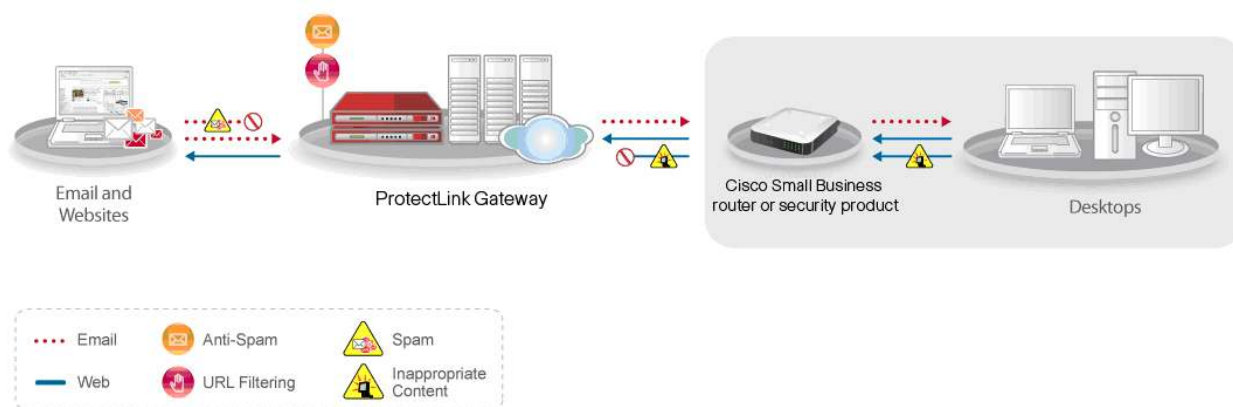 Email and
Websites
ProtectLink Gateway
Cisco Small Business
router or security product
Desktops
Email
Anti-Spam
Spam
Web
URL Filtering
Inappropriate
Content